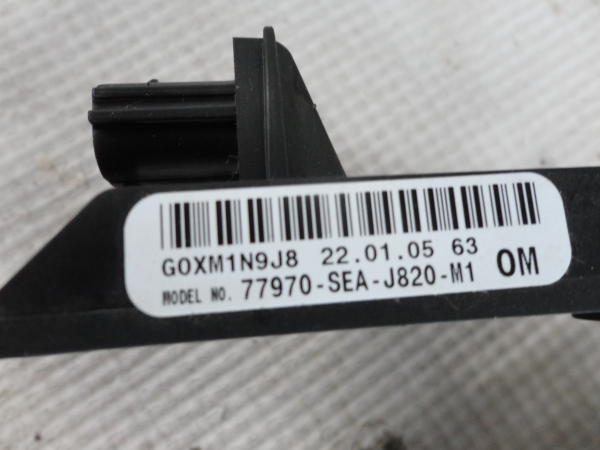 G0XM1N9J8 22.01.05 63
MODEL NO. 77970-SEA-J820-M1 OM